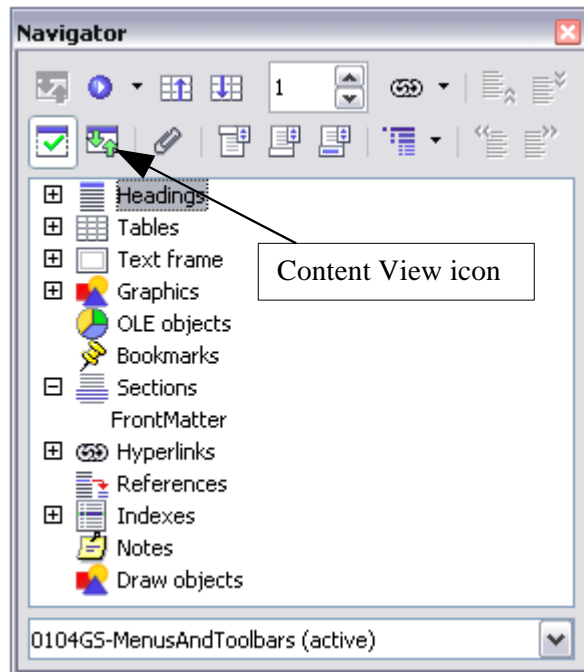 Navigator
1
Headings
Tables
Text frame
Content View icon
Graphics
OLE objects
Bookmarks
Sections
FrontMatter
Hyperlinks
References
Indexes
Notes
Draw objects
0104GS-MenusAndToolbars (active)